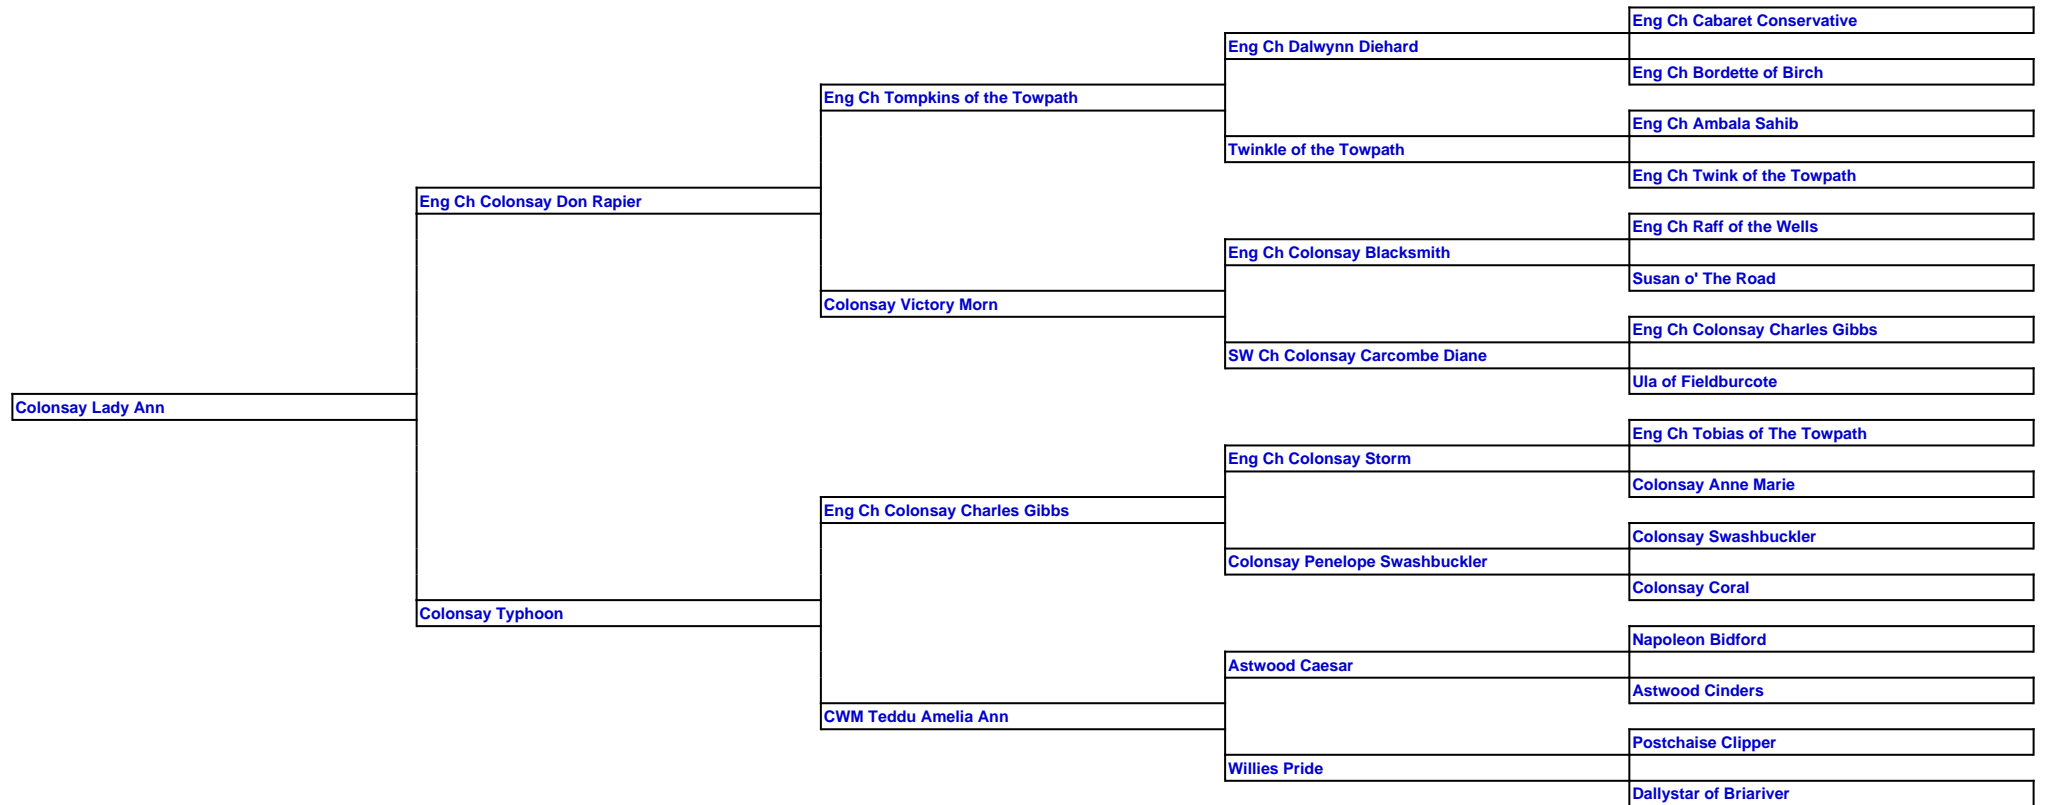 Eng Ch Cabaret Conservative
Eng Ch Dalwynn Diehard
Eng Ch Bordette of Birch
Eng Ch Tompkins of the Towpath
Eng Ch Ambala Sahib
Twinkle of the Towpath
Eng Ch Twink of the Towpath
Eng Ch Colonsay Don Rapier
Eng Ch Raff of the Wells
Eng Ch Colonsay Blacksmith
Susan o' The Road
Colonsay Victory Morn
Eng Ch Colonsay Charles Gibbs
SW Ch Colonsay Carcombe Diane
Ula of Fieldburcote
Colonsay Lady Ann
Eng Ch Tobias of The Towpath
Eng Ch Colonsay Storm
Colonsay Anne Marie
Eng Ch Colonsay Charles Gibbs
Colonsay Swashbuckler
Colonsay Penelope Swashbuckler
Colonsay Coral
Colonsay Typhoon
Napoleon Bidford
Astwood Caesar
Astwood Cinders
CWM Teddu Amelia Ann
Postchaise Clipper
Willies Pride
Dallystar of Briariver